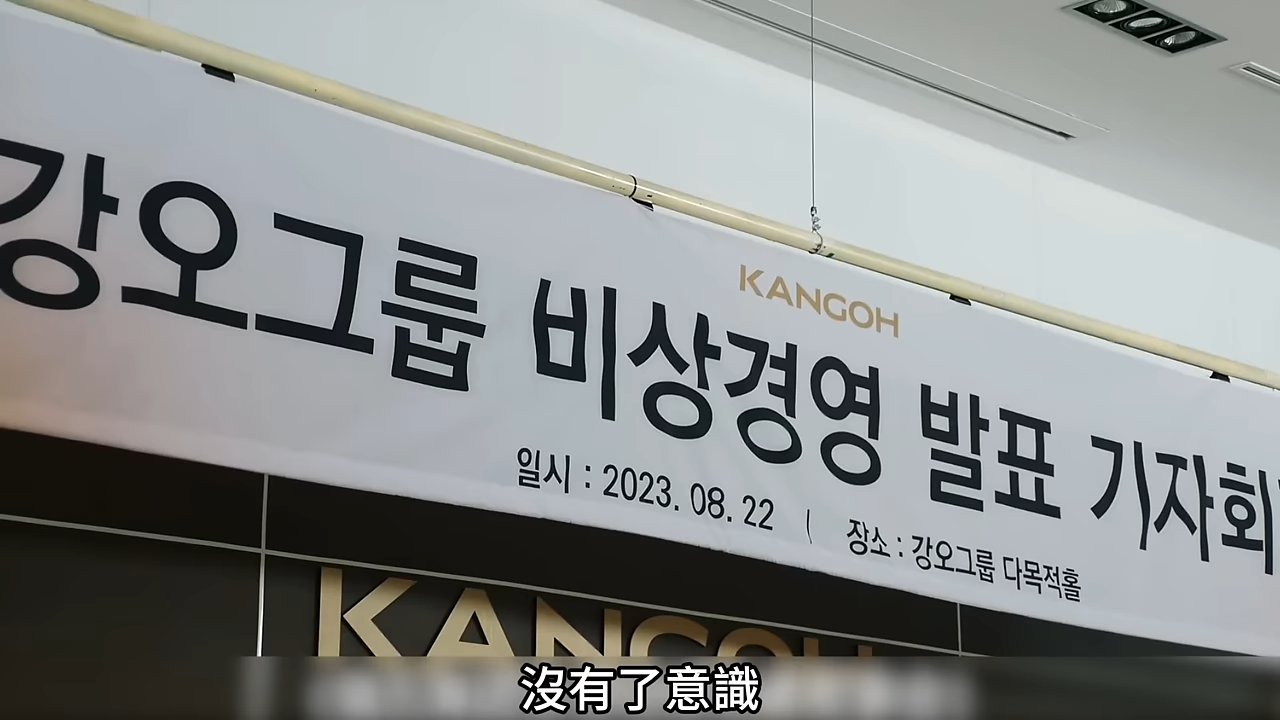 KANGOH
강오그룹 비상경영 발표 기자회
일시 : 2023. 08. 22 | 장소 : 강오그룹 다목적홀
KANGOH
沒有了意識